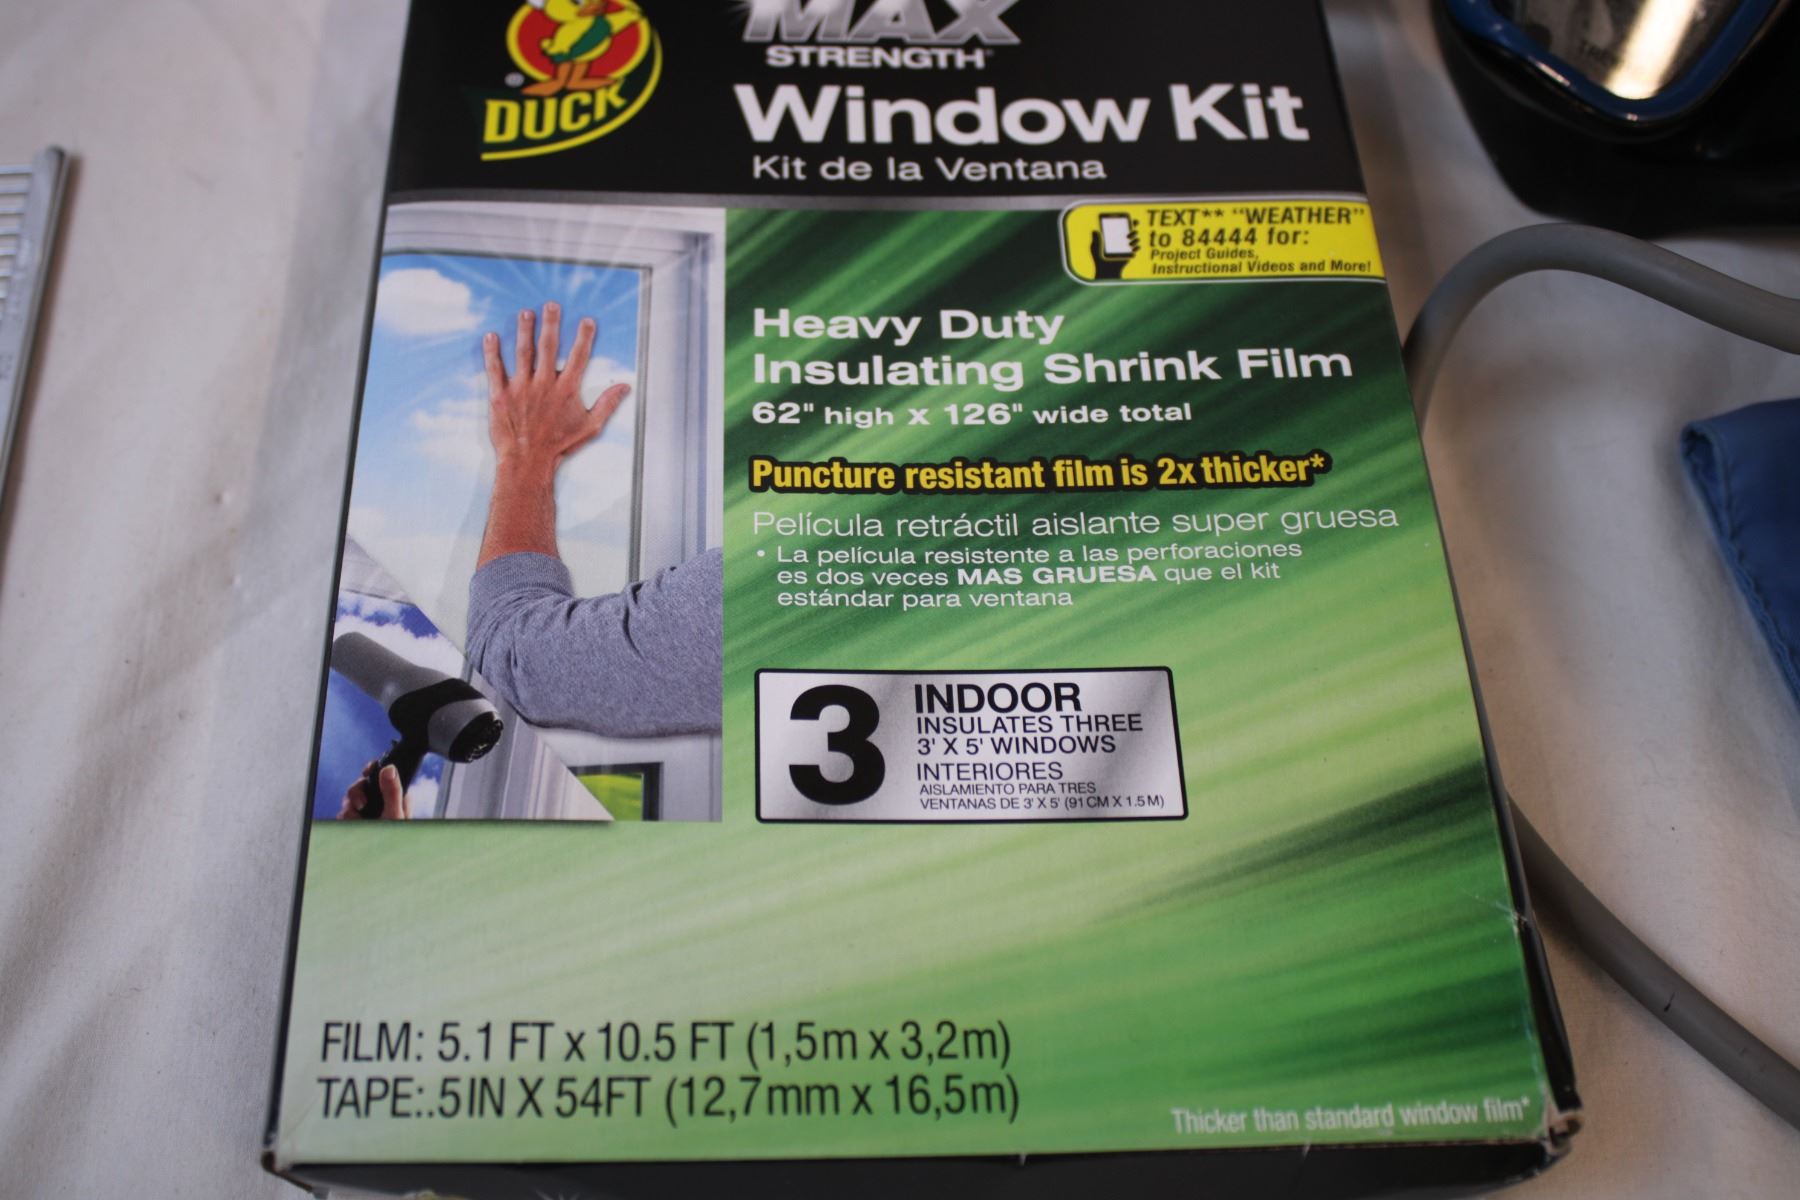 DUCK
®
MAX
STRENGTH®
Window Kit
Kit de la Ventana
TEXT** "WEATHER"
to 84444 for:
Project Guides,
Instructional Videos and More!
Heavy Duty
Insulating Shrink Film
62" high x 126" wide total
Puncture resistant film is 2x thicker*
Película retráctil aislante super gruesa
• La película resistente a las perforaciones
es dos veces MAS GRUESA que el kit
estándar para ventana
3
INDOOR
INSULATES THREE
3' X 5' WINDOWS
INTERIORES
AISLAMIENTO PARA TRES
VENTANAS DE 3' X 5' (91 CM X 1.5 M)
FILM: 5.1 FT x 10.5 FT (1,5m x 3,2m)
TAPE:.5 IN X 54FT (12,7mm x 16,5m)
Thicker than standard window film*